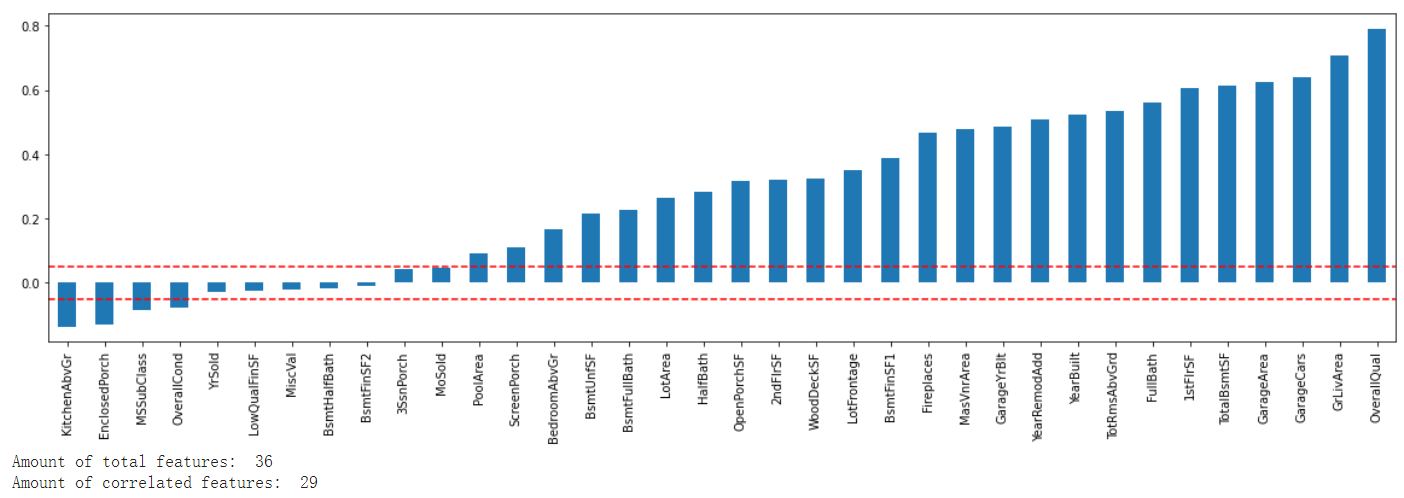 0.8
0.6
0.4
0.2
0.0
KitchenAbvGr
EnclosedPorch
MSSubClass
OverallCond
YrSold
LowQualFinSF
MiscVal
BsmtHalfBath
BsmtFinSF2
3SsnPorch
MoSold
PoolArea
ScreenPorch
BedroomAbvGr
BsmtUnfSF
BsmtFullBath
LotArea
HalfBath
OpenPorchSF
2ndFlrSF
WoodDeckSF
LotFrontage
BsmtFinSF1
Fireplaces
MasVnrArea
GarageYrBlt
YearRemodAdd
YearBuilt
TotRmsAbvGrd
FullBath
1stFlrSF
TotalBsmtSF
GarageArea
GarageCars
GrLivArea
OverallQual
Amount of total features:  36
Amount of correlated features:  29